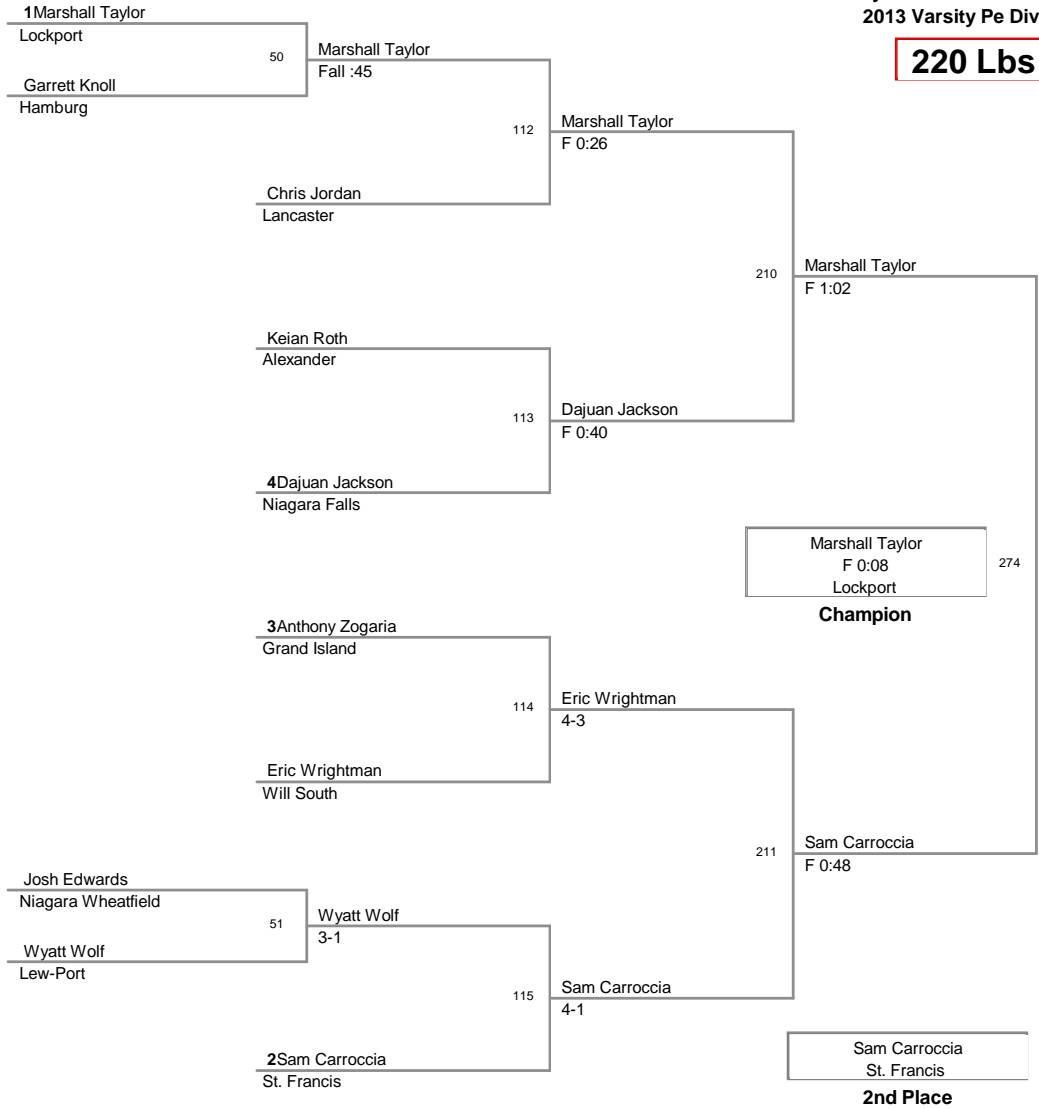 2013 Varsity Pe Div
220 Lbs
1Marshall Taylor
Lockport
50
Marshall Taylor
Fall :45
Garrett Knoll
Hamburg
112
Marshall Taylor
F 0:26
Chris Jordan
Lancaster
210
Marshall Taylor
F 1:02
Keian Roth
Alexander
113
Dajuan Jackson
F 0:40
4Dajuan Jackson
Niagara Falls
Marshall Taylor
F 0:08
Lockport
274
Champion
3Anthony Zogaria
Grand Island
114
Eric Wrightman
4-3
Eric Wrightman
Will South
211
Sam Carroccia
F 0:48
Josh Edwards
Niagara Wheatfield
51
Wyatt Wolf
3-1
Wyatt Wolf
Lew-Port
115
Sam Carroccia
4-1
2Sam Carroccia
St. Francis
Sam Carroccia
St. Francis
2nd Place